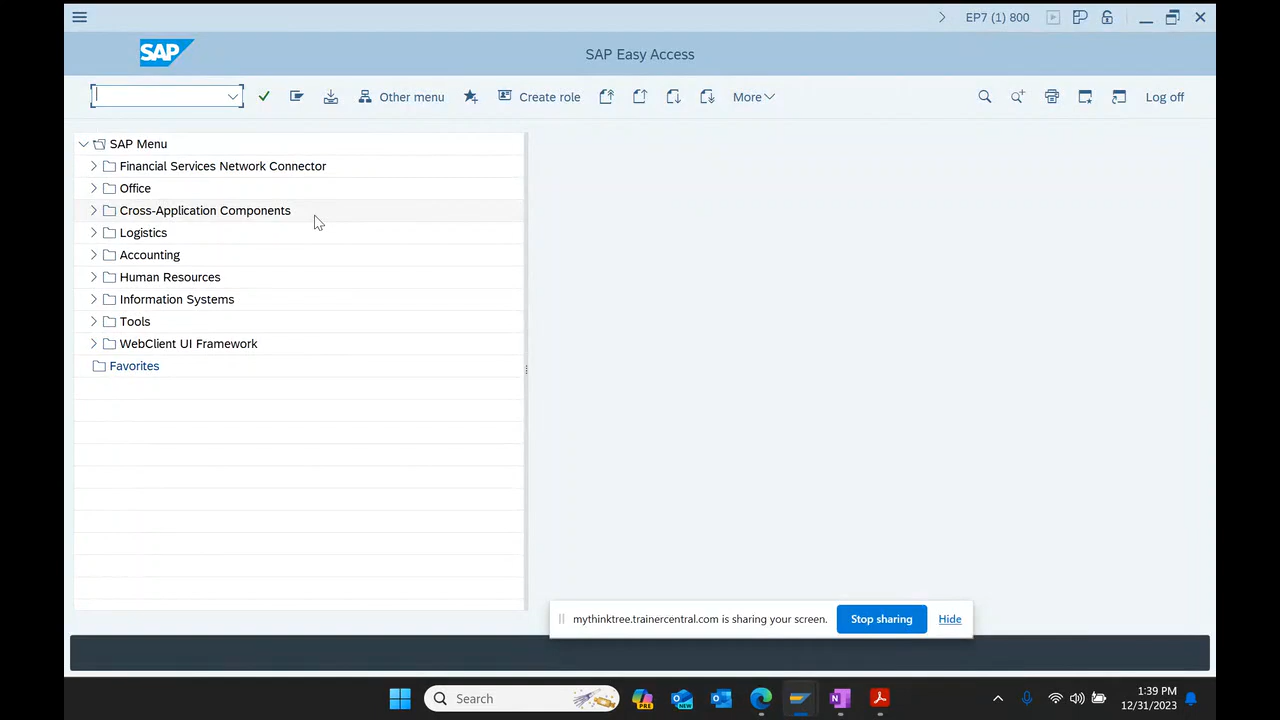 EP7 (1) 800
SAP
SAP Easy Access
Other menu
Create role
More
Log off
SAP Menu
Financial Services Network Connector
Office
Cross-Application Components
Logistics
Accounting
Human Resources
Information Systems
Tools
WebClient UI Framework
Favorites
mythinktree.trainercentral.com is sharing your screen.
Stop sharing
Hide
Search
PRE
NEW
1:39 PM
12/31/2023